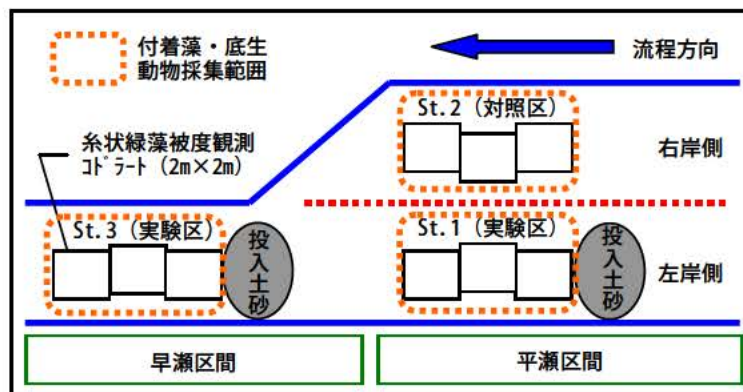 付着藻・底生
動物採集範囲
流程方向
St.2（対照区）
糸状緑藻被度観測
ｺﾄﾞﾗｰﾄ（2m×2m）
右岸側
St.3（実験区）
St.1（実験区）
投入土砂
投入土砂
左岸側
早瀬区間
平瀬区間